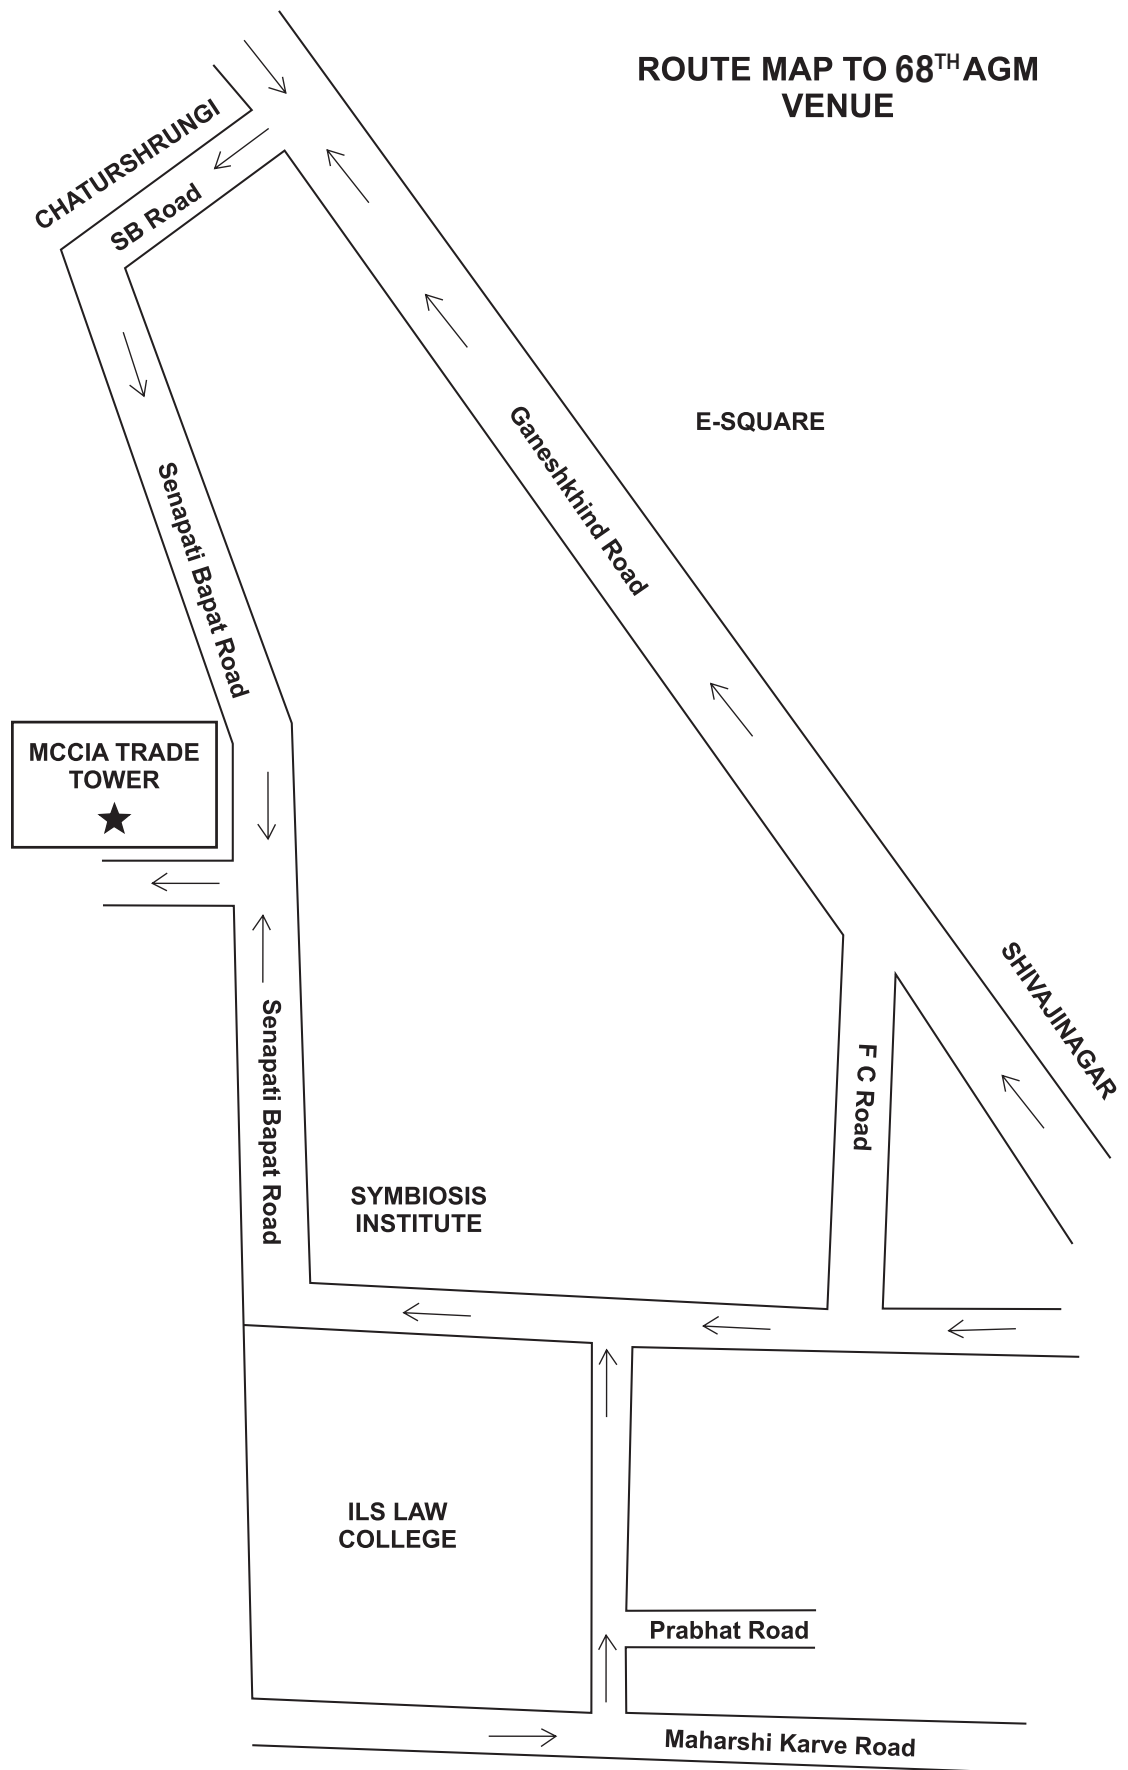 ROUTE MAP TO 68TH AGM
VENUE
CHATURSHRUNGI
SB Road
E-SQUARE
Ganeshkhind Road
Senapati Bapat Road
MCCIA TRADE
TOWER
SHIVAJINAGAR
F C Road
Senapati Bapat Road
SYMBIOSIS
INSTITUTE
ILS LAW
COLLEGE
Prabhat Road
Maharshi Karve Road